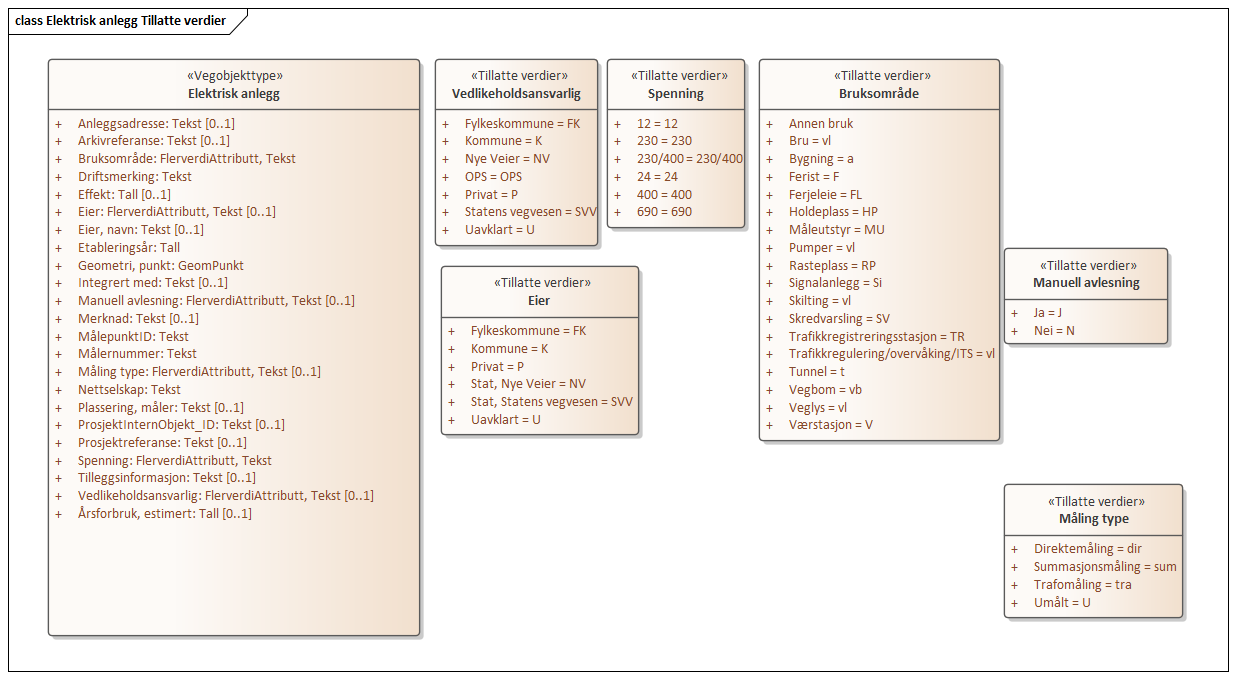 class Elektrisk anlegg Tillatte verdier
«Vegobjekttype»
Elektrisk anlegg
+ Anleggsadresse: Tekst [0..1]
+ Arkivreferanse: Tekst [0..1]
+ Bruksområde: FlerverdiAttributt, Tekst
+ Driftsmerking: Tekst
+ Effekt: Tall [0..1]
+ Eier: FlerverdiAttributt, Tekst [0..1]
+ Eier, navn: Tekst [0..1]
+ Etableringsår: Tall
+ Geometri, punkt: GeomPunkt
+ Integrert med: Tekst [0..1]
+ Manuell avlesning: FlerverdiAttributt, Tekst [0..1]
+ Merknad: Tekst [0..1]
+ MålepunktID: Tekst
+ Målernummer: Tekst
+ Måling type: FlerverdiAttributt, Tekst [0..1]
+ Nettselskap: Tekst
+ Plassering, måler: Tekst [0..1]
+ ProsjektInternObjekt_ID: Tekst [0..1]
+ Prosjektreferanse: Tekst [0..1]
+ Spenning: FlerverdiAttributt, Tekst
+ Tilleggsinformasjon: Tekst [0..1]
+ Vedlikeholdsansvarlig: FlerverdiAttributt, Tekst [0..1]
+ Årsforbruk, estimert: Tall [0..1]
«Tillatte verdier»
Vedlikeholdsansvarlig
+ Fylkeskommune = FK
+ Kommune = K
+ Nye Veier = NV
+ OPS = OPS
+ Privat = P
+ Statens vegvesen = SVV
+ Uavklart = U
«Tillatte verdier»
Spenning
+ 12 = 12
+ 230 = 230
+ 230/400 = 230/400
+ 24 = 24
+ 400 = 400
+ 690 = 690
«Tillatte verdier»
Eier
+ Fylkeskommune = FK
+ Kommune = K
+ Privat = P
+ Stat, Nye Veier = NV
+ Stat, Statens vegvesen = SVV
+ Uavklart = U
«Tillatte verdier»
Bruksområde
+ Annen bruk
+ Bru = vl
+ Bygning = a
+ Ferist = F
+ Ferjeleie = FL
+ Holdeplass = HP
+ Måleutstyr = MU
+ Pumper = vl
+ Rasteplass = RP
+ Signalanlegg = Si
+ Skilting = vl
+ Skredvarsling = SV
+ Trafikkregistreringsstasjon = TR
+ Trafikkregulering/overvåking/ITS = vl
+ Tunnel = t
+ Vegbom = vb
+ Veglys = vl
+ Værstasjon = V
«Tillatte verdier»
Manuell avlesning
+ Ja = J
+ Nei = N
«Tillatte verdier»
Måling type
+ Direktemåling = dir
+ Summasjonsmåling = sum
+ Trafomåling = tra
+ Umålt = U